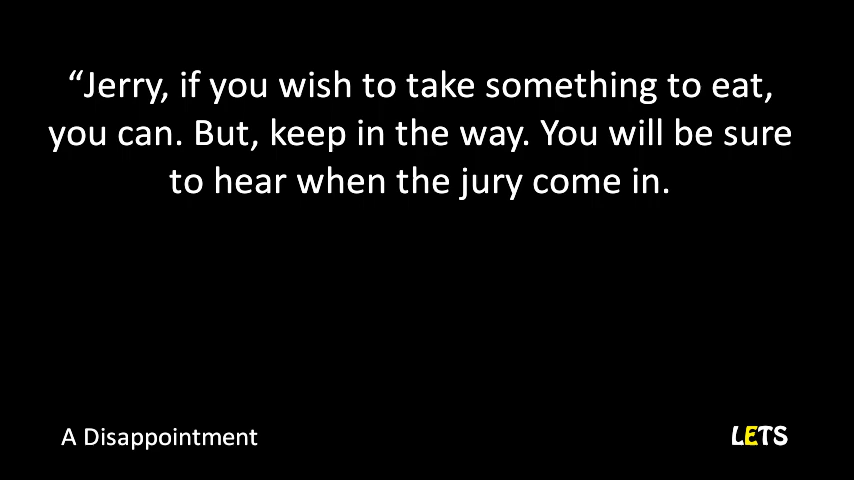 “Jerry, if you wish to take something to eat,
you can. But, keep in the way. You will be sure
to hear when the jury come in.
A Disappointment
LETS